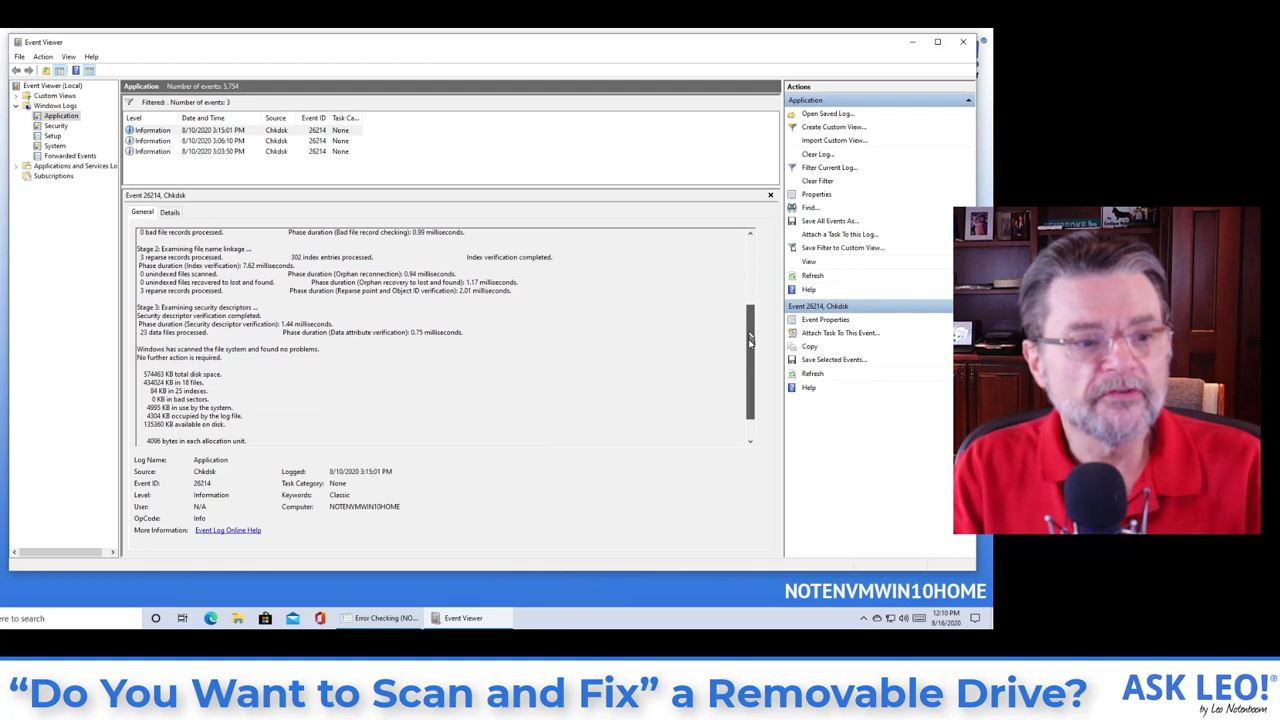 Event Viewer
File Action View Help
Event Viewer (Local)
Custom Views
Windows Logs
Application
Security
Setup
System
Forwarded Events
Applications and Services Lo
Subscriptions
Application Number of events: 5,754
Filtered: . Number of events: 3
Level Date and Time Source Event ID Task Ca...
Information 8/10/2020 3:15:01 PM Chkdsk 26214 None
Information 8/10/2020 3:06:10 PM Chkdsk 26214 None
Information 8/10/2020 3:03:50 PM Chkdsk 26214 None
Event 26214, Chkdsk
General Details
0 bad file records processed. Phase duration (Bad file record checking): 0.99 milliseconds.
Stage 2: Examining file name linkage ...
3 reparse records processed. 302 index entries processed. Index verification completed.
Phase duration (Index verification): 7.62 milliseconds.
0 unindexed files scanned. Phase duration (Orphan reconnection): 0.94 milliseconds.
0 unindexed files recovered to lost and found. Phase duration (Orphan recovery to lost and found): 1.17 milliseconds.
3 reparse records processed. Phase duration (Reparse point and Object ID verification): 2.01 milliseconds.
Stage 3: Examining security descriptors ...
Security descriptor verification completed.
Phase duration (Security descriptor verification): 1.44 milliseconds.
23 data files processed. Phase duration (Data attribute verification): 0.75 milliseconds.
Windows has scanned the file system and found no problems.
No further action is required.
574463 KB total disk space.
434024 KB in 18 files.
84 KB in 25 indexes.
0 KB in bad sectors.
4995 KB in use by the system.
4304 KB occupied by the log file.
135360 KB available on disk.
4096 bytes in each allocation unit.
Log Name: Application
Source: Chkdsk Logged: 8/10/2020 3:15:01 PM
Event ID: 26214 Task Category: None
Level: Information Keywords: Classic
User: N/A Computer: NOTENVMWIN10HOME
OpCode: Info
More Information: Event Log Online Help
Actions
Application
Open Saved Log...
Create Custom View...
Import Custom View...
Clear Log...
Filter Current Log...
Clear Filter
Properties
Find...
Save All Events As...
Attach a Task To this Log...
Save Filter to Custom View...
View
Refresh
Help
Event 26214, Chkdsk
Event Properties
Attach Task To This Event...
Copy
Save Selected Events...
Refresh
Help
NOTENVMWIN10HOME
ere to search
Error Checking (NO...
Event Viewer
12:10 PM
8/16/2020
“Do You Want to Scan and Fix” a Removable Drive?
ASK LEO!®
by Leo Notenboom